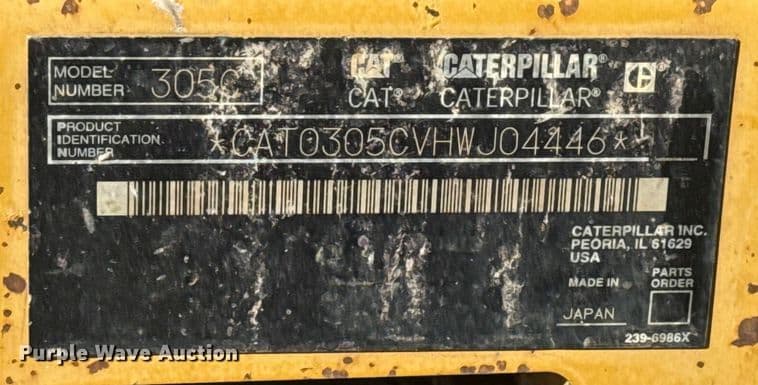 MODEL
NUMBER 305C
CAT® CATERPILLAR®
CAT® CATERPILLAR®
PRODUCT
IDENTIFICATION
NUMBER *CAT0305CVHWJ04446*
CATERPILLAR INC.
PEORIA, IL 61629
USA
MADE IN
PARTS
ORDER
JAPAN
239-6986X
Purple Wave Auction